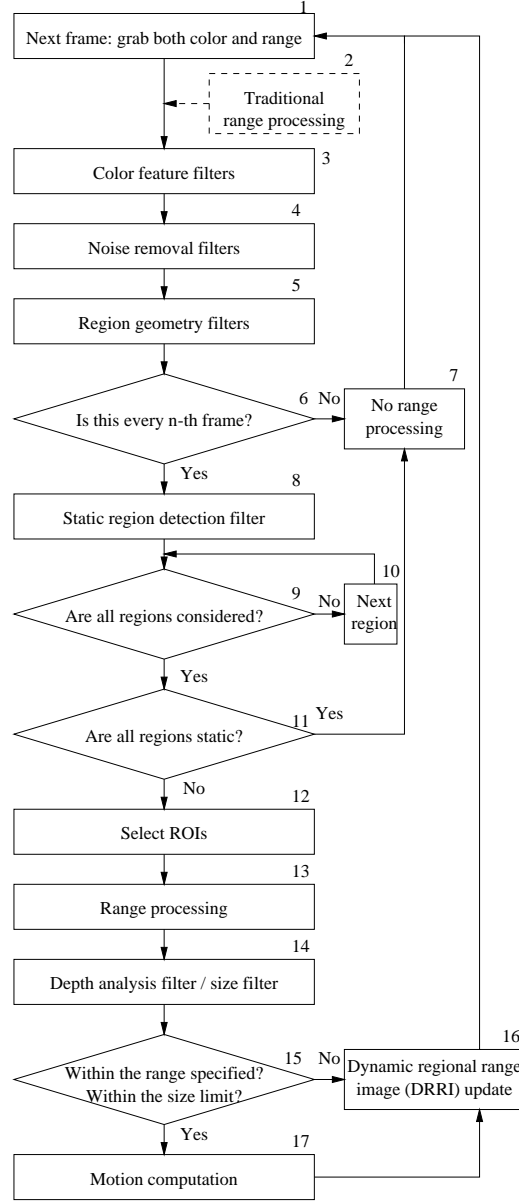 1
Next frame: grab both color and range
2
Traditional
range processing
3
Color feature filters
4
Noise removal filters
5
Region geometry filters
6
No
7
Is this every n-th frame?
No range
processing
Yes
8
Static region detection filter
9
No
10
Are all regions considered?
Next
region
Yes
11
Yes
Are all regions static?
No
12
Select ROIs
13
Range processing
14
Depth analysis filter / size filter
15
No
16
Within the range specified?
Within the size limit?
Dynamic regional range
image (DRRI) update
Yes
17
Motion computation